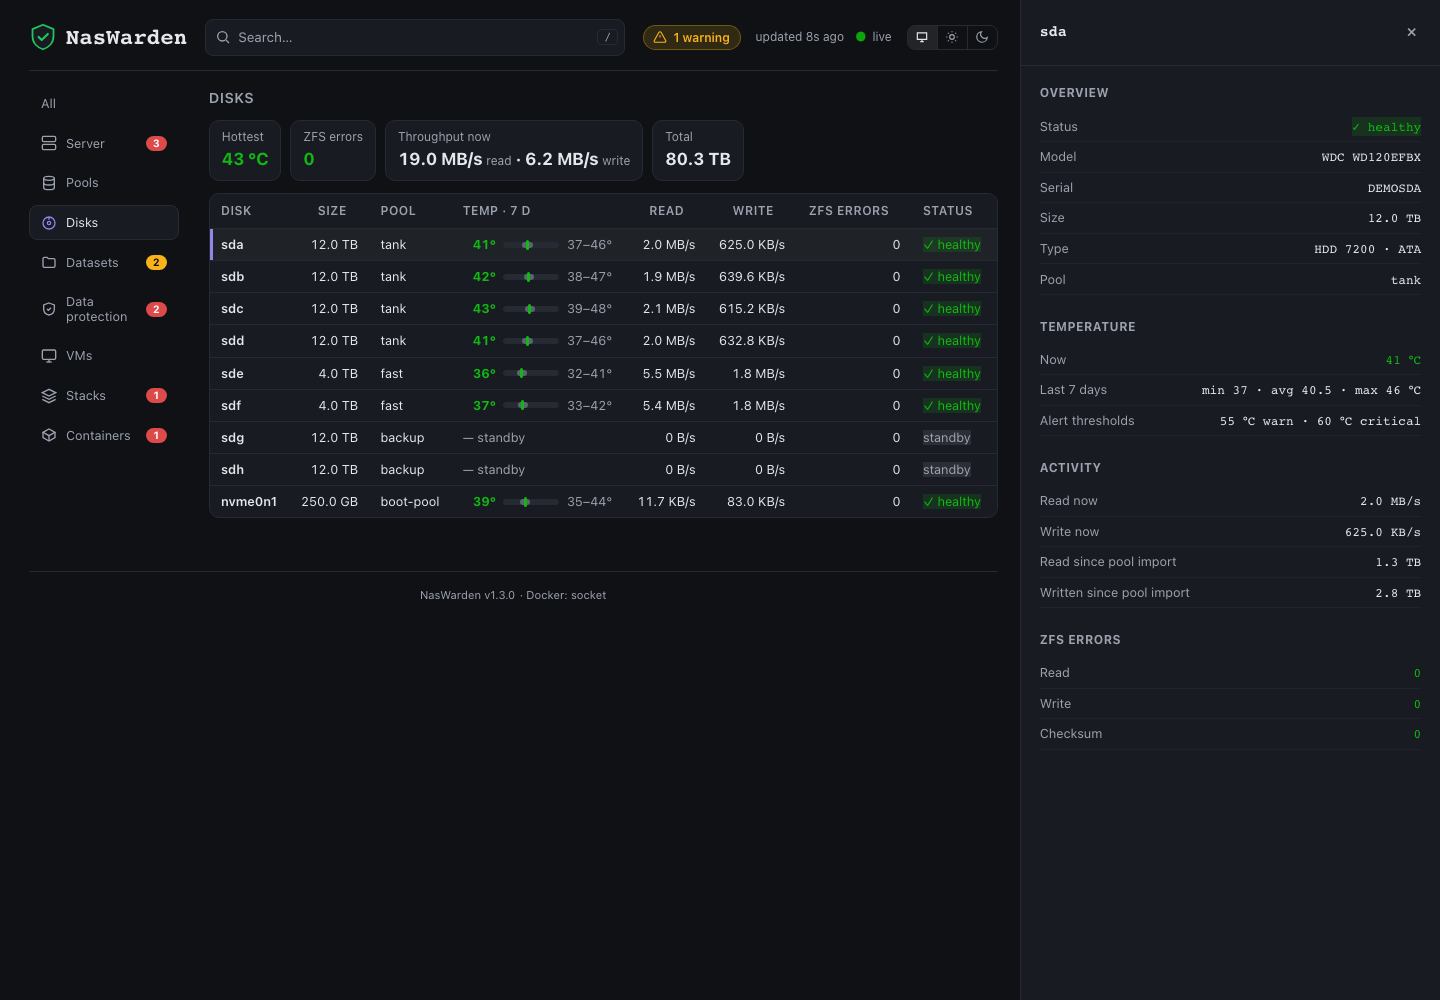 NasWarden
Search...
/
1 warning
updated 8s ago
live
All
Server 3
Pools
Disks
Datasets 2
Data protection 2
VMs
Stacks 1
Containers 1
DISKS
Hottest
43 °C
ZFS errors
0
Throughput now
19.0 MB/s read · 6.2 MB/s write
Total
80.3 TB
DISK SIZE POOL TEMP · 7 D READ WRITE ZFS ERRORS STATUS
sda 12.0 TB tank 41° 37–46° 2.0 MB/s 625.0 KB/s 0 ✓ healthy
sdb 12.0 TB tank 42° 38–47° 1.9 MB/s 639.6 KB/s 0 ✓ healthy
sdc 12.0 TB tank 43° 39–48° 2.1 MB/s 615.2 KB/s 0 ✓ healthy
sdd 12.0 TB tank 41° 37–46° 2.0 MB/s 632.8 KB/s 0 ✓ healthy
sde 4.0 TB fast 36° 32–41° 5.5 MB/s 1.8 MB/s 0 ✓ healthy
sdf 4.0 TB fast 37° 33–42° 5.4 MB/s 1.8 MB/s 0 ✓ healthy
sdg 12.0 TB backup — standby 0 B/s 0 B/s 0 standby
sdh 12.0 TB backup — standby 0 B/s 0 B/s 0 standby
nvme0n1 250.0 GB boot-pool 39° 35–44° 11.7 KB/s 83.0 KB/s 0 ✓ healthy
NasWarden v1.3.0 · Docker: socket
sda ×
OVERVIEW
Status ✓ healthy
Model WDC WD120EFBX
Serial DEMOSDA
Size 12.0 TB
Type HDD 7200 · ATA
Pool tank
TEMPERATURE
Now 41 °C
Last 7 days min 37 · avg 40.5 · max 46 °C
Alert thresholds 55 °C warn · 60 °C critical
ACTIVITY
Read now 2.0 MB/s
Write now 625.0 KB/s
Read since pool import 1.3 TB
Written since pool import 2.8 TB
ZFS ERRORS
Read 0
Write 0
Checksum 0